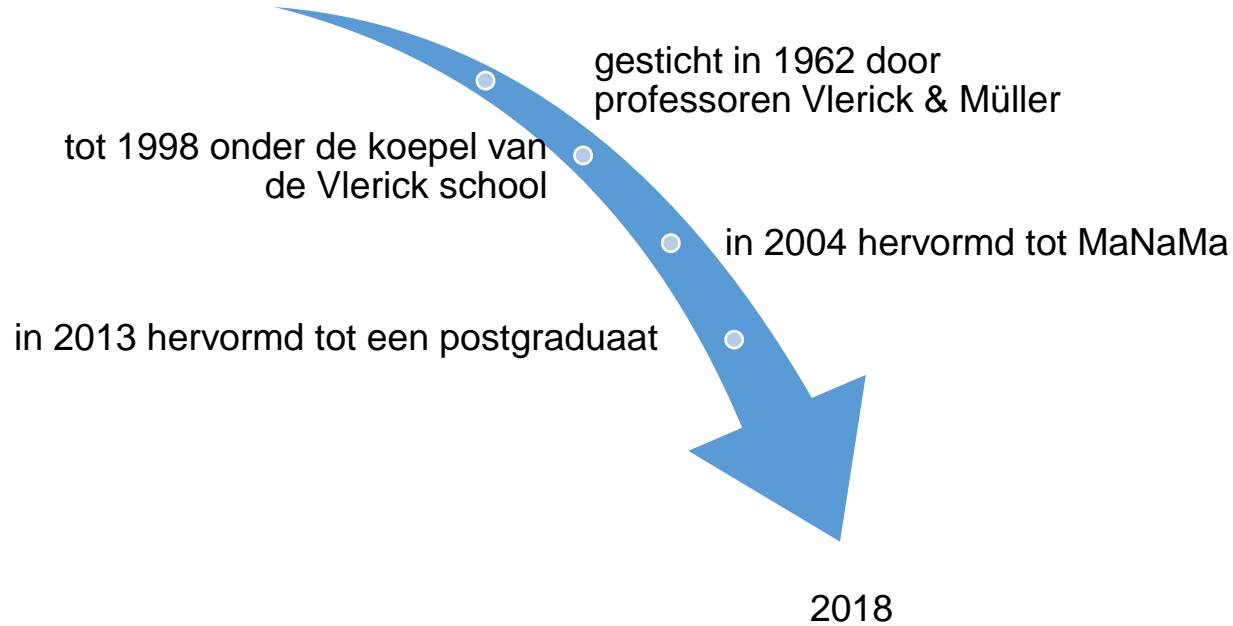 gesticht in 1962 door
professoren Vlerick & Müller
tot 1998 onder de koepel van
de Vlerick school
in 2004 hervormd tot MaNaMa
in 2013 hervormd tot een postgraduaat
2018